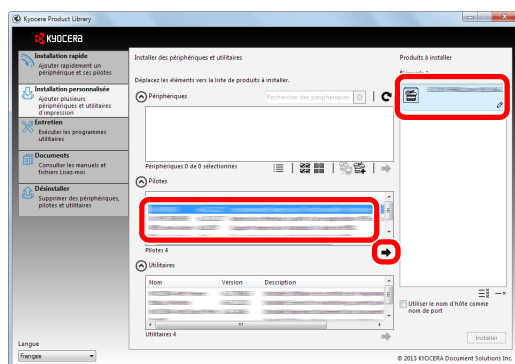 Kyocera Product Library
KYOCERA
Installation rapide
Ajouter rapidement un
périphérique et ses pilotes
Installation personnalisée
Ajouter plusieurs
périphériques et utilitaires
d'impression
Entretien
Exécuter les programmes
utilitaires
Documents
Consulter les manuels et
fichiers Lisez-moi
Désinstaller
Supprimer des périphériques,
pilotes et utilitaires
Langue
Français
Installer des périphériques et utilitaires
Déplacez les éléments vers la liste de produits à installer.
Périphériques
Rechercher des périphériques
Périphériques 0 de 0 sélectionnés
Pilotes
Pilotes 4
Utilitaires
Nom Version Description
Utilitaires 4
Produits à installer
Utiliser le nom d'hôte comme
nom de port
Installer
© 2013 KYOCERA Document Solutions Inc.